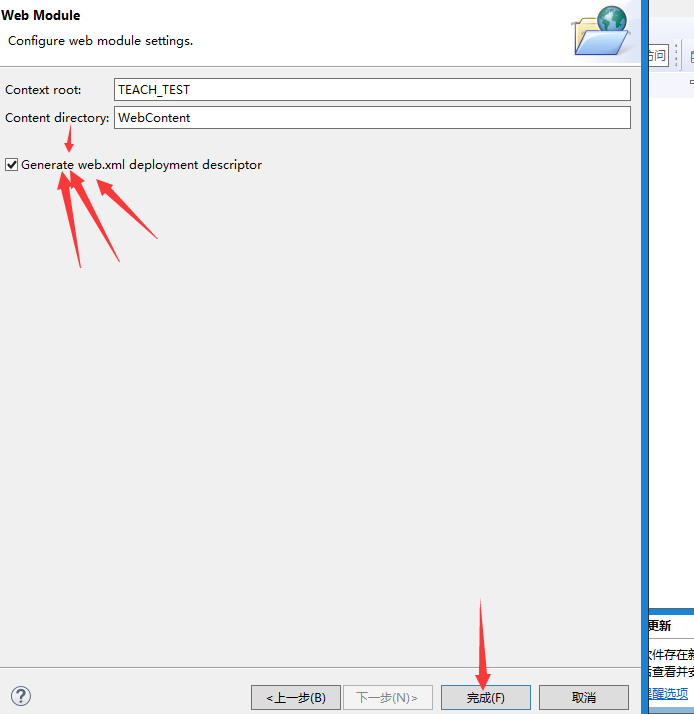 Web Module
Configure web module settings.
访问
Context root: TEACH_TEST
Content directory: WebContent
Generate web.xml deployment descriptor
更新
软件存在新
后查看并安
提醒选项
<上一步(B) 下一步(N)> 完成(F) 取消